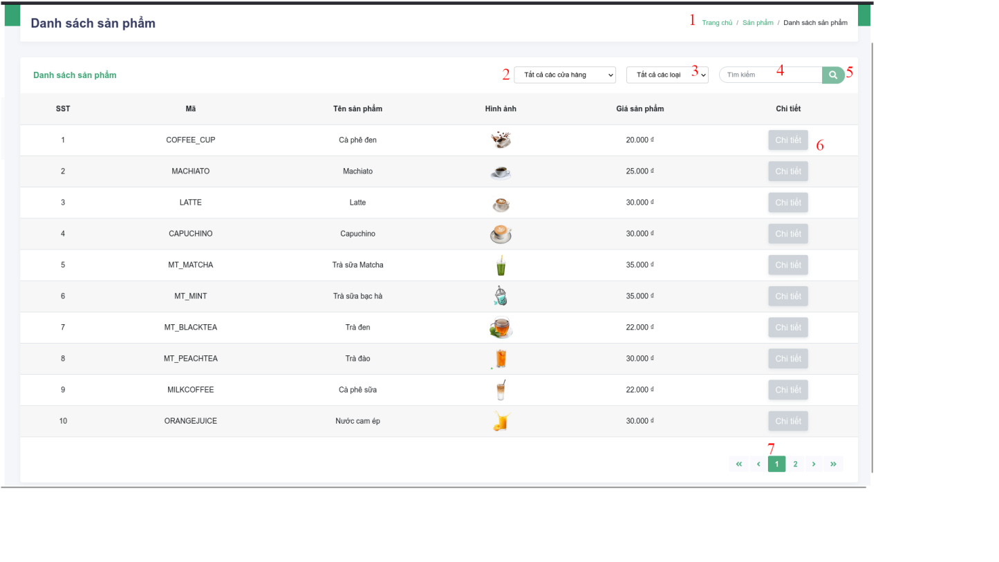 Danh sách sản phẩm
1 Trang chủ / Sản phẩm / Danh sách sản phẩm
Danh sách sản phẩm
2 Tất cả các cửa hàng
Tất cả các loại 3
Tìm kiếm 4
5
SST Mã Tên sản phẩm Hình ảnh Giá sản phẩm Chi tiết
1 COFFEE_CUP Cà phê đen 20.000 ₫ Chi tiết 6
2 MACHIATO Machiato 25.000 ₫ Chi tiết
3 LATTE Latte 30.000 ₫ Chi tiết
4 CAPUCHINO Capuchino 30.000 ₫ Chi tiết
5 MT_MATCHA Trà sữa Matcha 35.000 ₫ Chi tiết
6 MT_MINT Trà sữa bạc hà 35.000 ₫ Chi tiết
7 MT_BLACKTEA Trà đen 22.000 ₫ Chi tiết
8 MT_PEACHTEA Trà đào 30.000 ₫ Chi tiết
9 MILKCOFFEE Cà phê sữa 22.000 ₫ Chi tiết
10 ORANGEJUICE Nước cam ép 30.000 ₫ Chi tiết
7
« ‹ 1 2 › »